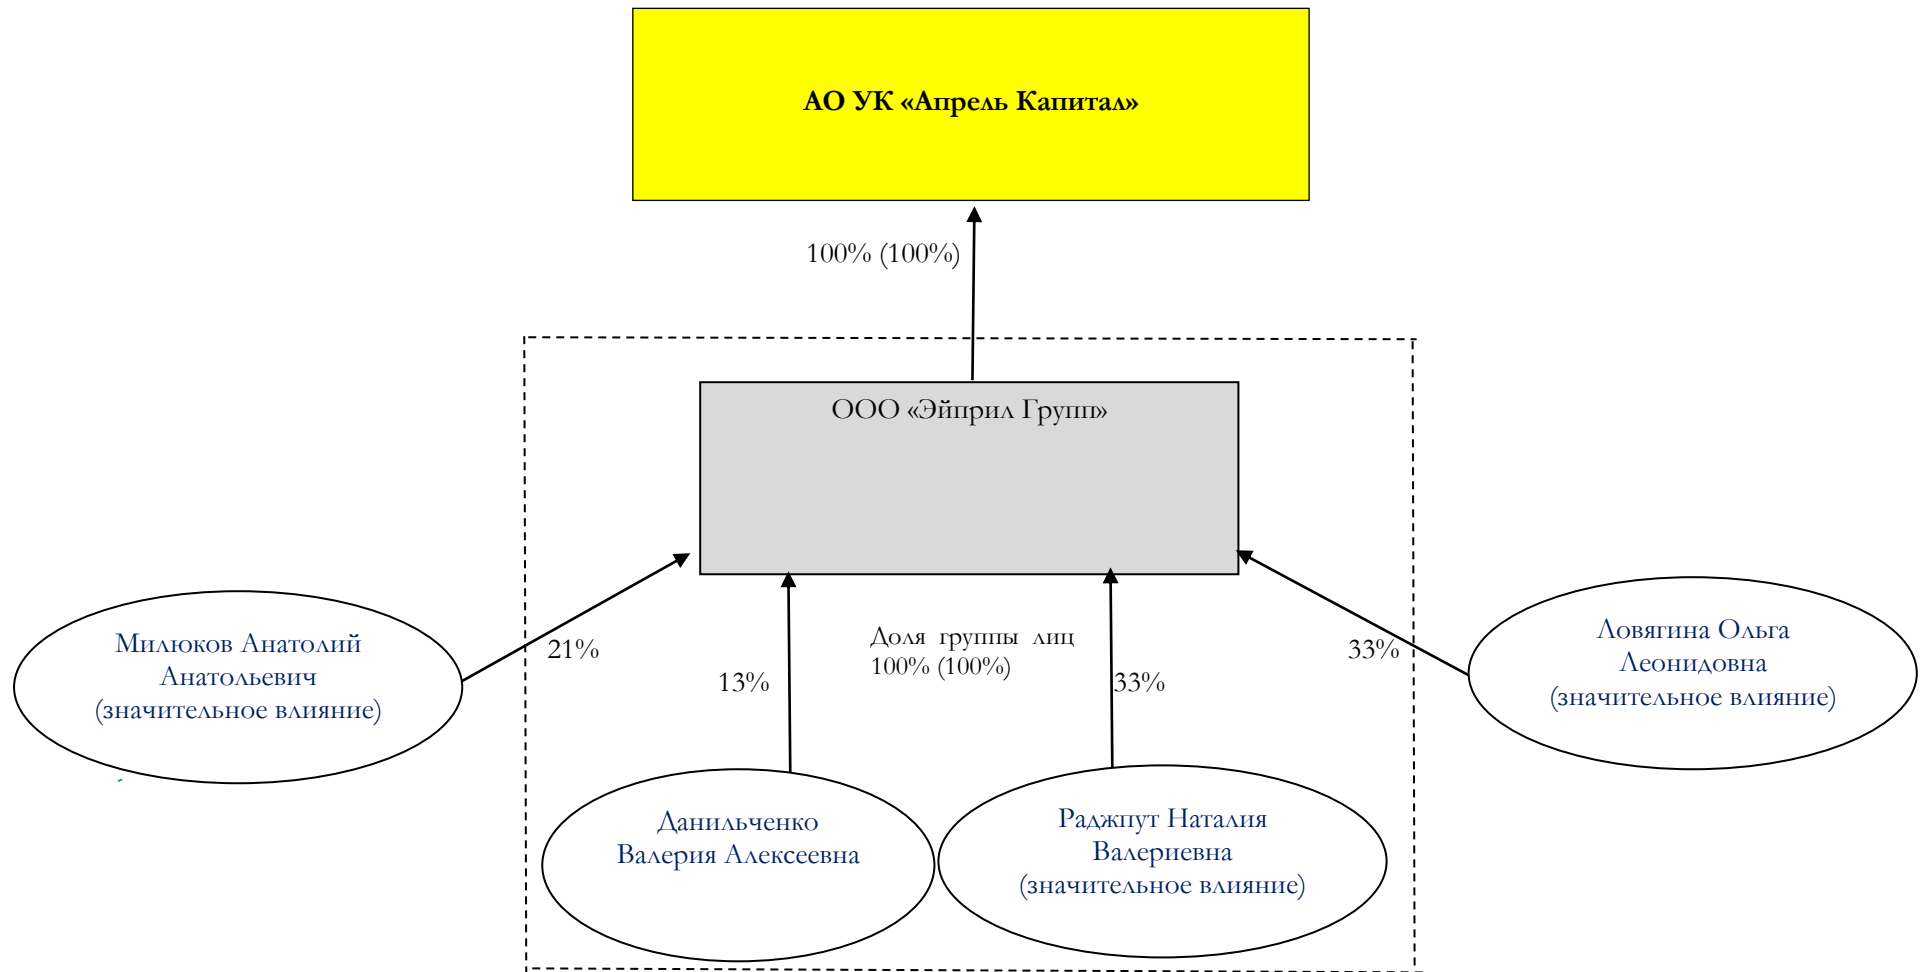 АО УК «Апрель Капитал»
100% (100%)
ООО «Эйприл Групп»
Милюков Анатолий
Анатольевич
(значительное влияние)
21%
13%
Доля группы лиц
100% (100%)
33%
33%
Ловягина Ольга
Леонидовна
(значительное влияние)
Данильченко
Валерия Алексеевна
Раджпут Наталия
Валериевна
(значительное влияние)